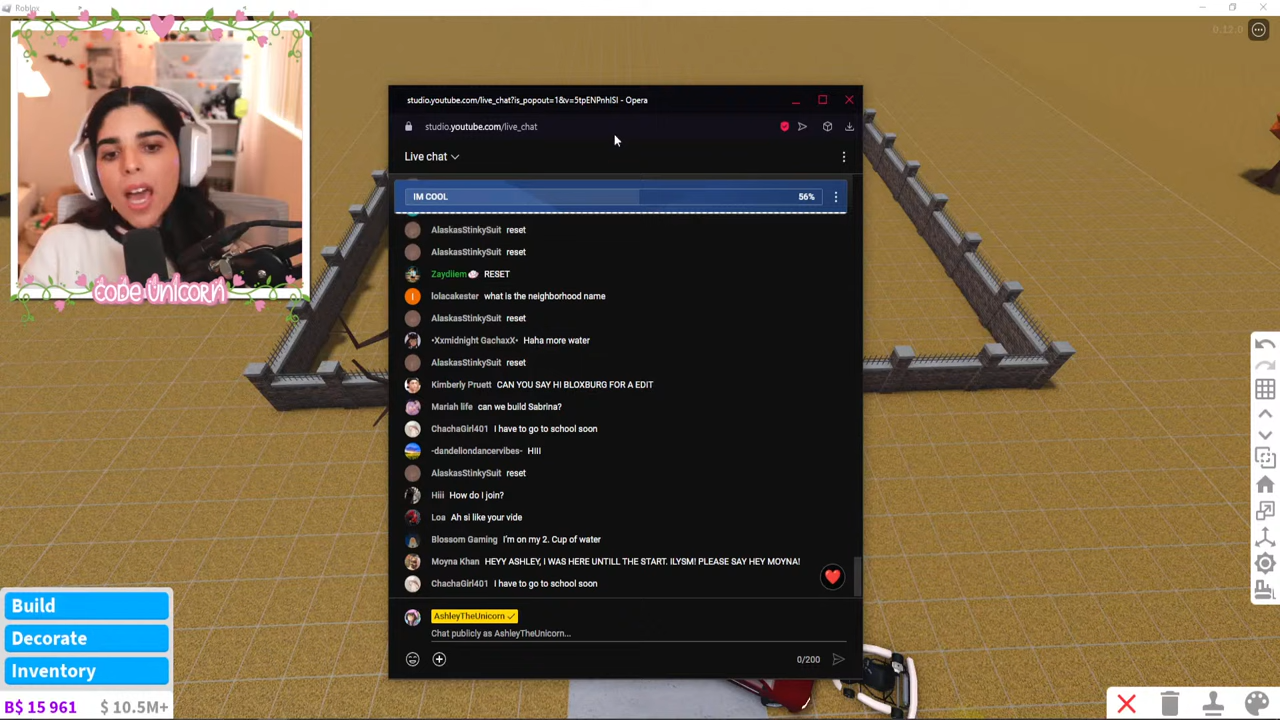 Roblox
0.12.0
CODE UNICORN
studio.youtube.com/live_chat?is_popout=1&v=5tpENPnhISI - Opera
studio.youtube.com/live_chat
Live chat
IM COOL 56%
AlaskasStinkySuit reset
AlaskasStinkySuit reset
Zaydiiem RESET
lolacakester what is the neighborhood name
AlaskasStinkySuit reset
•Xxmidnight GachaxX• Haha more water
AlaskasStinkySuit reset
Kimberly Pruett CAN YOU SAY HI BLOXBURG FOR A EDIT
Mariah life can we build Sabrina?
ChachaGirl401 I have to go to school soon
-dandeliondancervibes- HIII
AlaskasStinkySuit reset
Hiii How do I join?
Loa Ah si like your vide
Blossom Gaming I'm on my 2. Cup of water
Moyna Khan HEYY ASHLEY, I WAS HERE UNTILL THE START. ILYSM! PLEASE SAY HEY MOYNA!
ChachaGirl401 I have to go to school soon
AshleyTheUnicorn
Chat publicly as AshleyTheUnicorn...
0/200
Build
Decorate
Inventory
B$ 15 961 $ 10.5M+